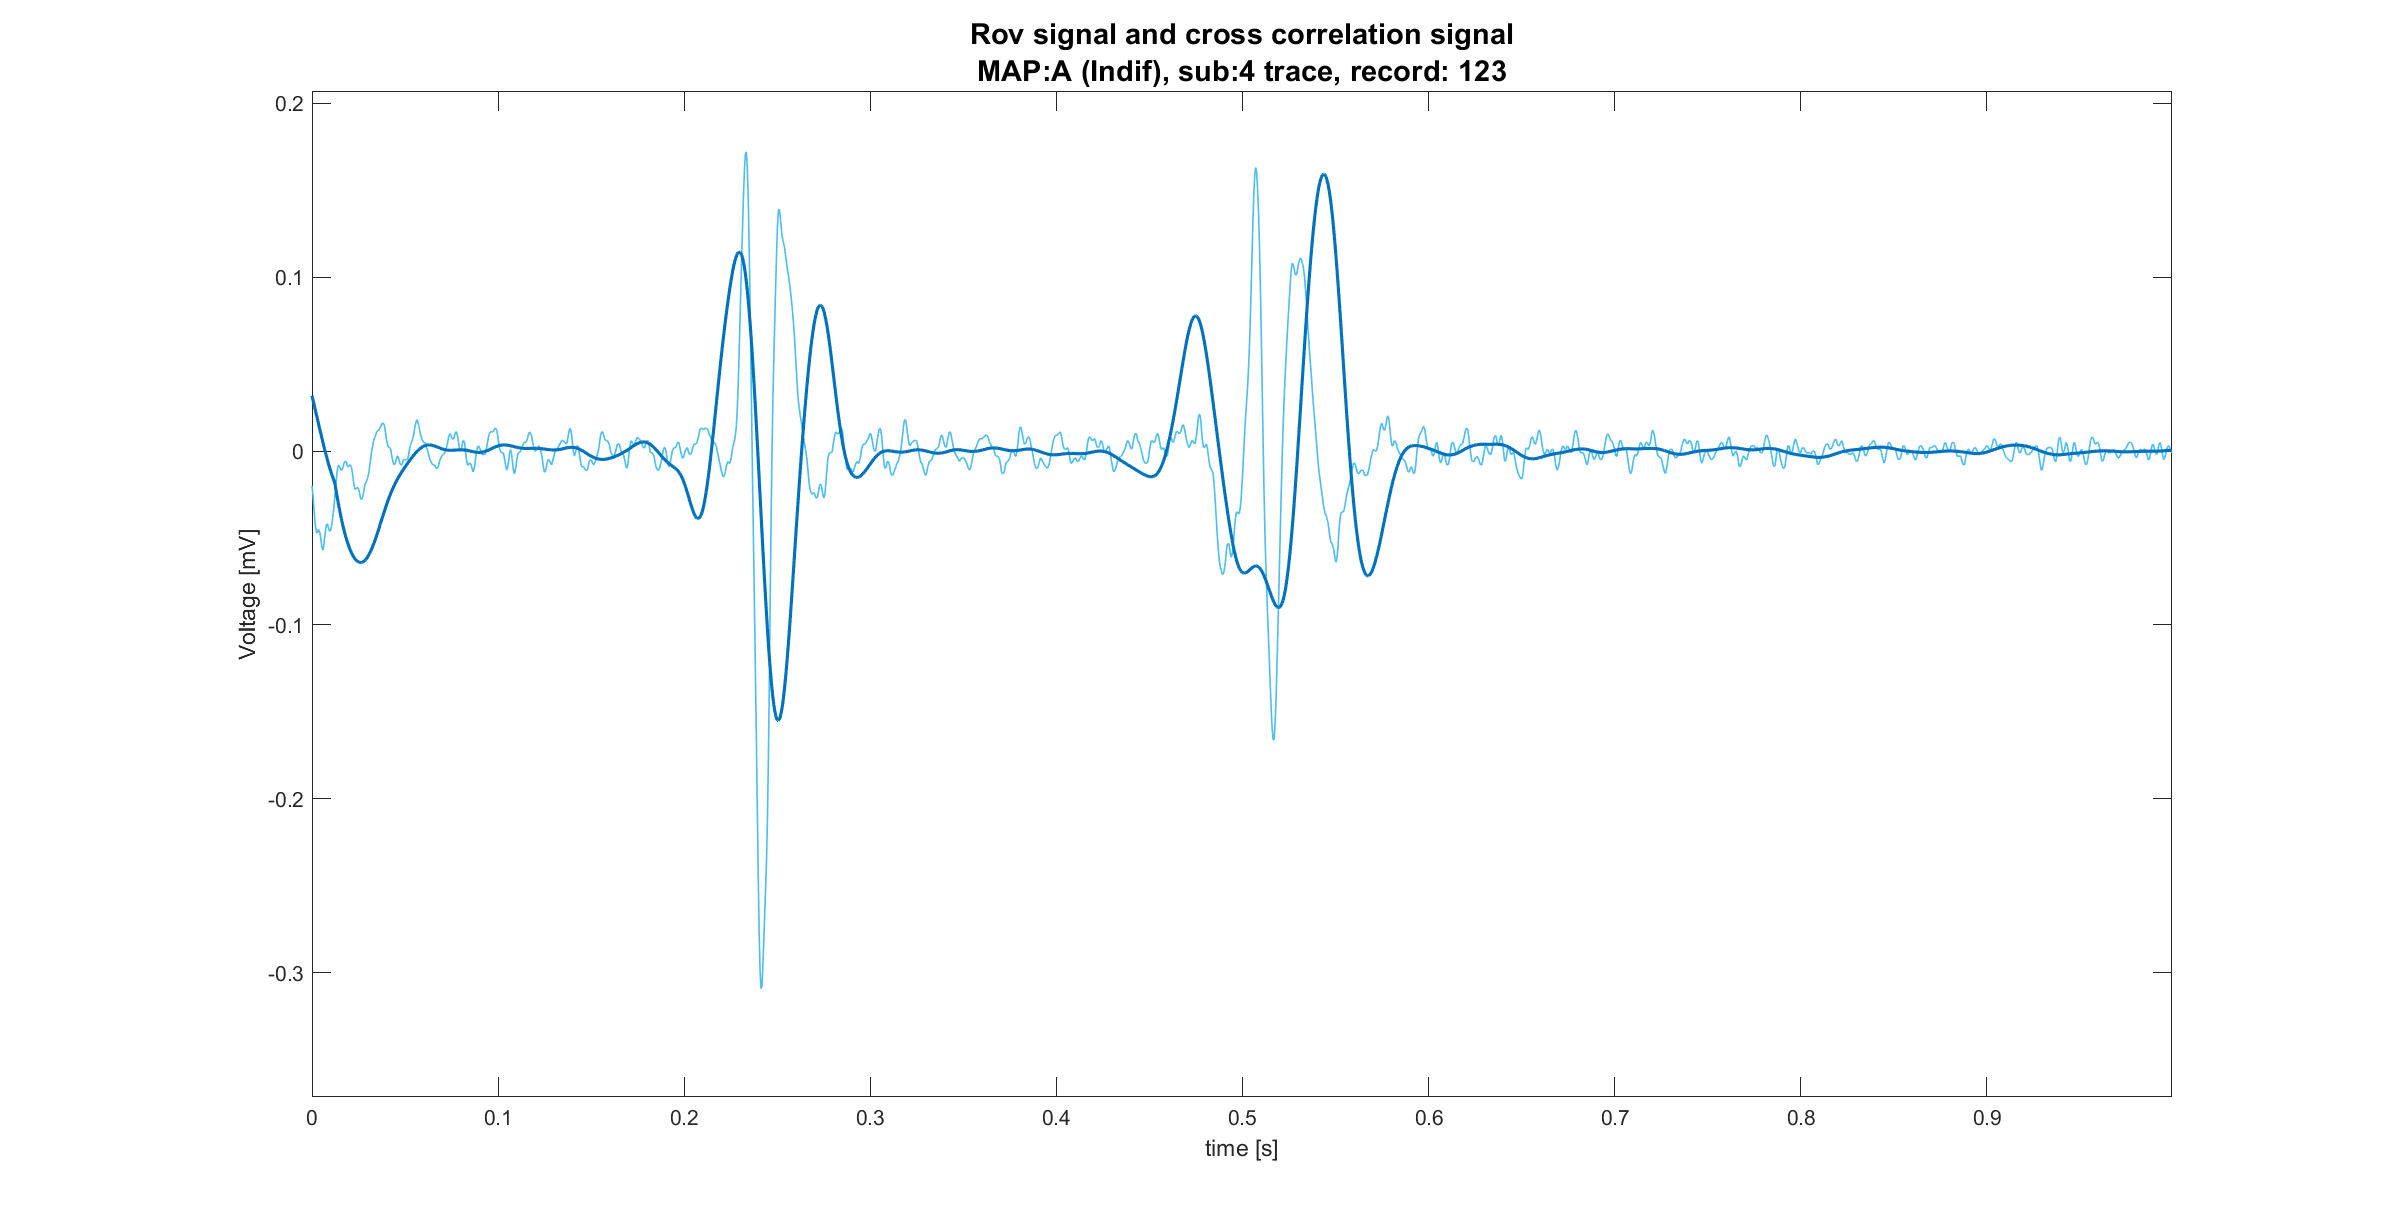 Rov signal and cross correlation signal
MAP:A (Indif), sub:4 trace, record: 123
0.2
0.1
0
-0.1
-0.2
-0.3
Voltage [mV]
0 0.1 0.2 0.3 0.4 0.5 0.6 0.7 0.8 0.9
time [s]